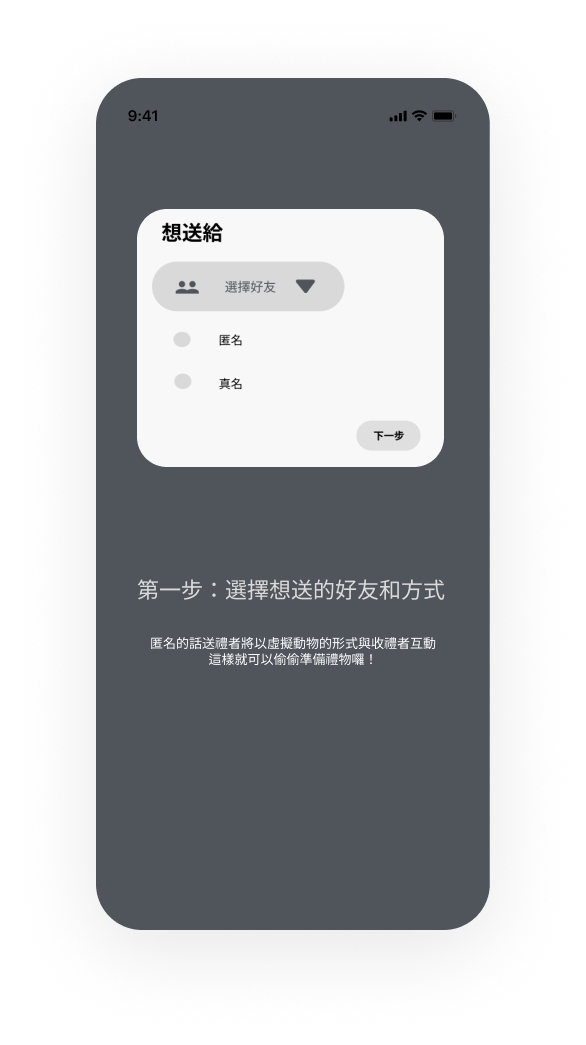 9:41
想送給
選擇好友
匿名
真名
下一步
第一步：選擇想送的好友和方式
匿名的話送禮者將以虛擬動物的形式與收禮者互動
這樣就可以偷偷準備禮物囉！